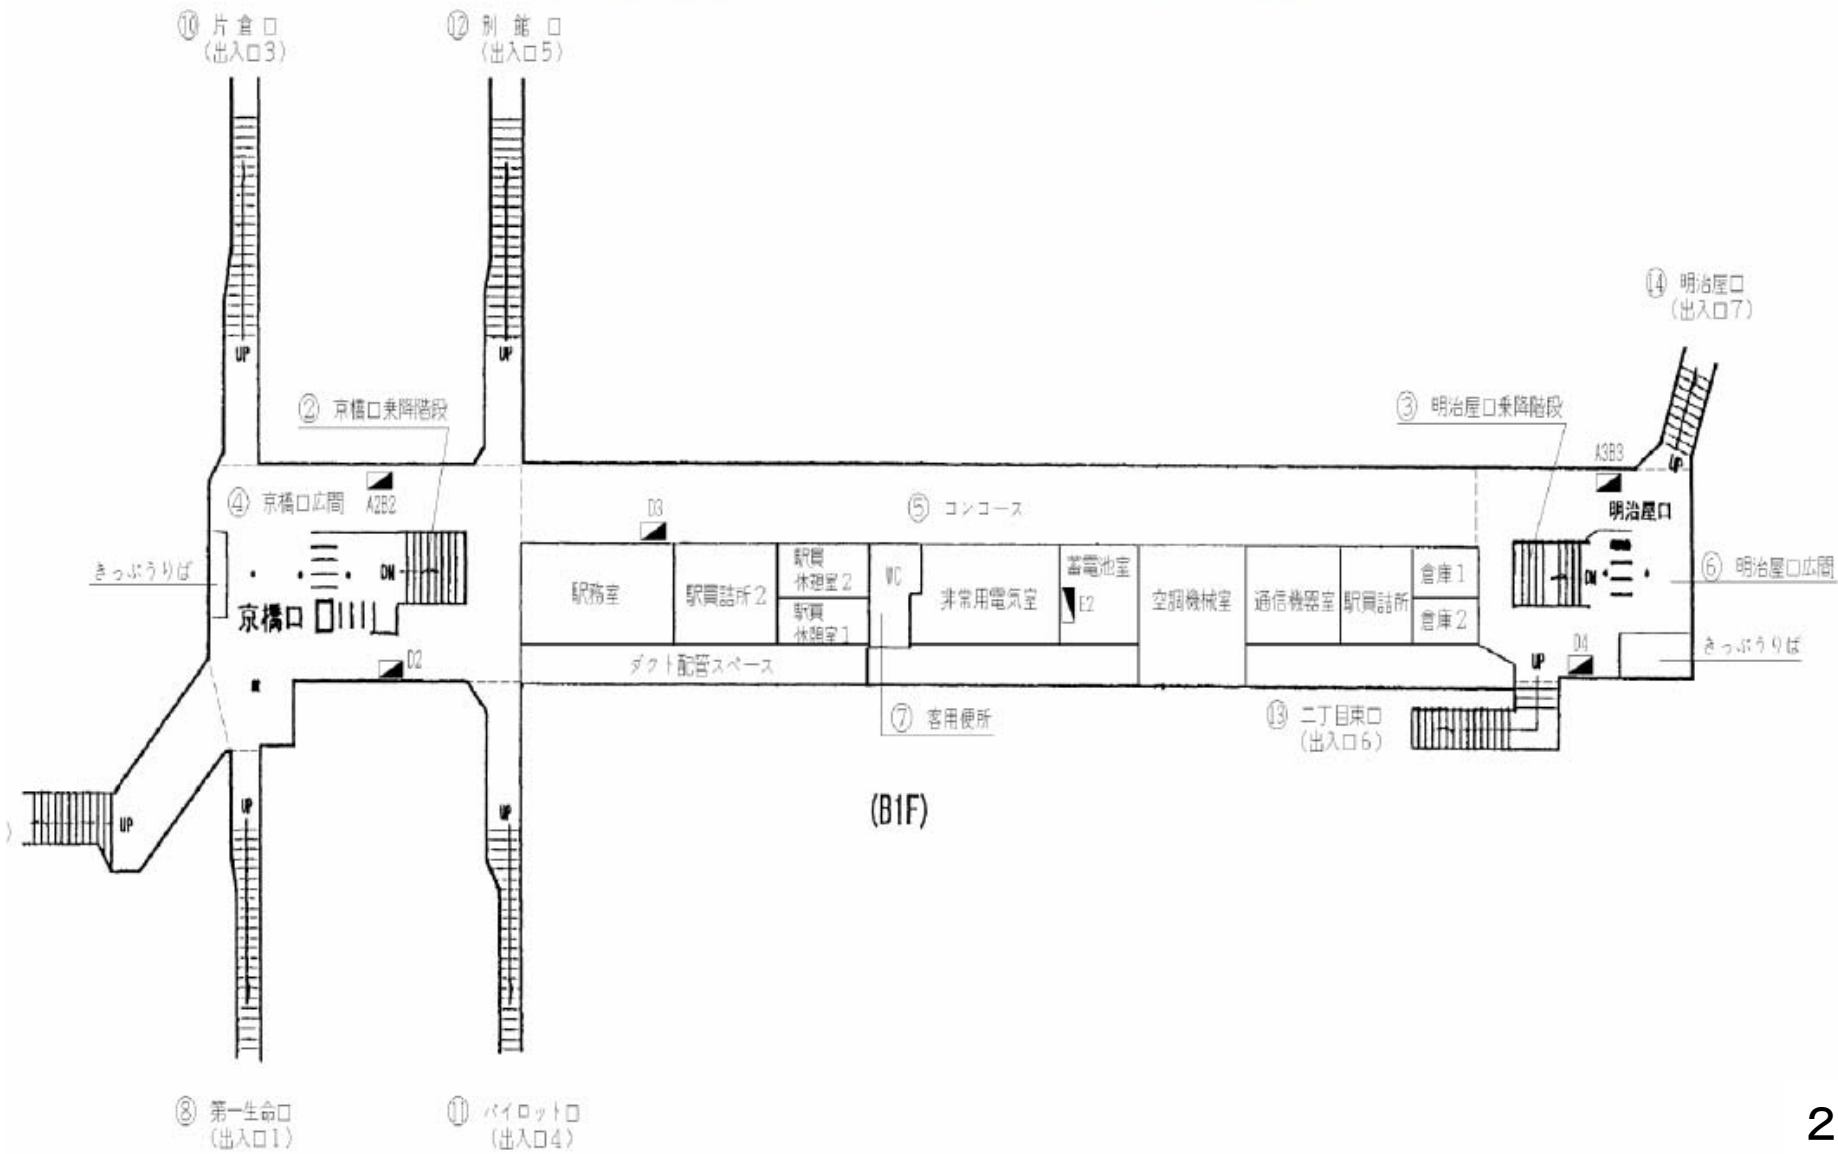 ⑩ 片倉口
(出入口3)
⑫ 別館口
(出入口5)
⑭ 明治屋口
(出入口7)
UP
UP
② 京橋口乗降階段
③ 明治屋口乗降階段
A3B3
UP
④ 京橋口広間
A2B2
D3
⑤ コンコース
明治屋口
きっぷうりば
DN
京橋口
駅務室
駅員詰所2
駅員
休憩室2
駅員
休憩室1
WC
非常用電気室
蓄電池室
E2
空調機械室
通信機器室
駅員詰所
倉庫1
倉庫2
DN
⑥ 明治屋口広間
D2
ダクト配管スペース
UP
D4
きっぷうりば
⑦ 客用便所
⑬ 二丁目東口
(出入口6)
(B1F)
UP
UP
UP
)
⑧ 第一生命口
(出入口1)
⑪ パイロット口
(出入口4)
2